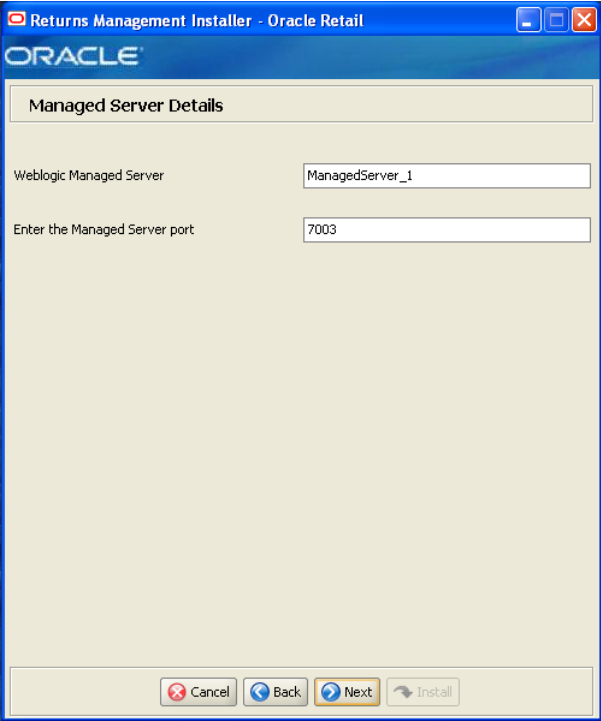 Returns Management Installer - Oracle Retail
ORACLE
Managed Server Details
Weblogic Managed Server ManagedServer_1
Enter the Managed Server port 7003
Cancel Back Next Install